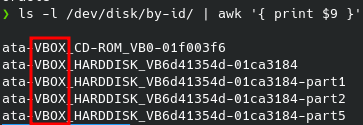 ❯ ls -l /dev/disk/by-id/ | awk '{ print $9 }'
ata-VBOX_CD-ROM_VB0-01f003f6
ata-VBOX_HARDDISK_VB6d41354d-01ca3184
ata-VBOX_HARDDISK_VB6d41354d-01ca3184-part1
ata-VBOX_HARDDISK_VB6d41354d-01ca3184-part2
ata-VBOX_HARDDISK_VB6d41354d-01ca3184-part5